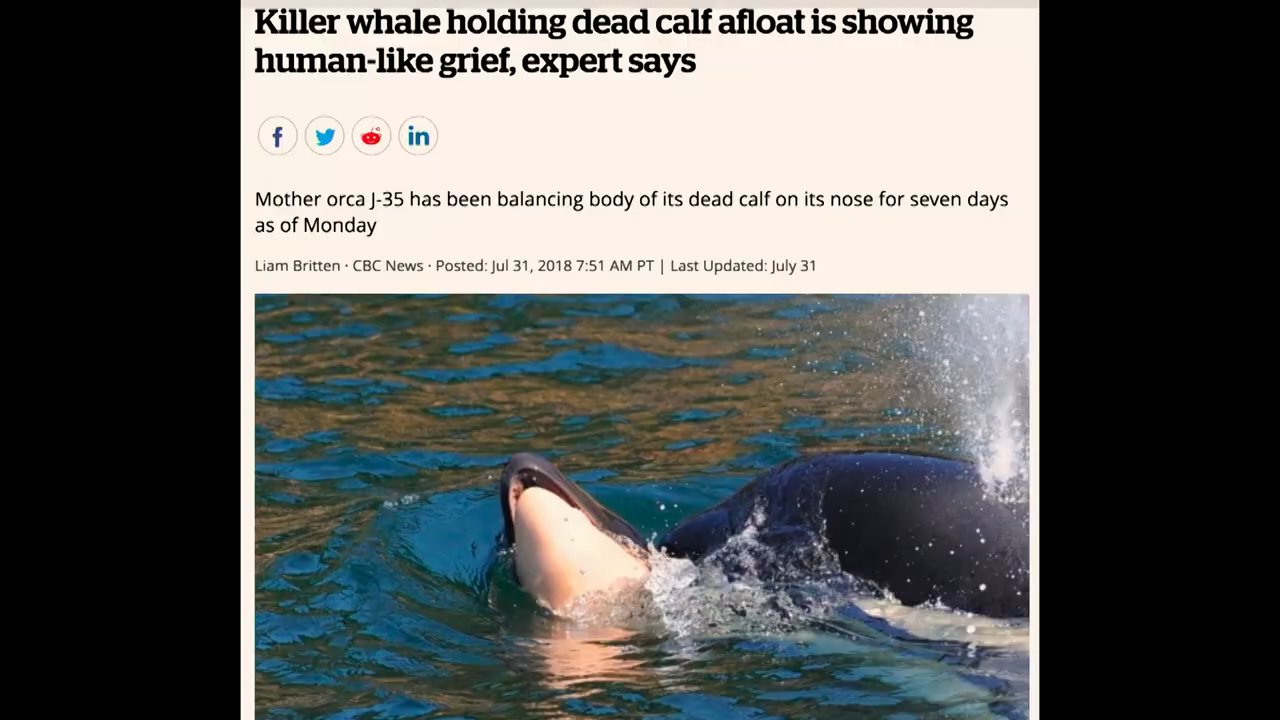 Killer whale holding dead calf afloat is showing
human-like grief, expert says
f
in
Mother orca J-35 has been balancing body of its dead calf on its nose for seven days
as of Monday
Liam Britten · CBC News · Posted: Jul 31, 2018 7:51 AM PT | Last Updated: July 31